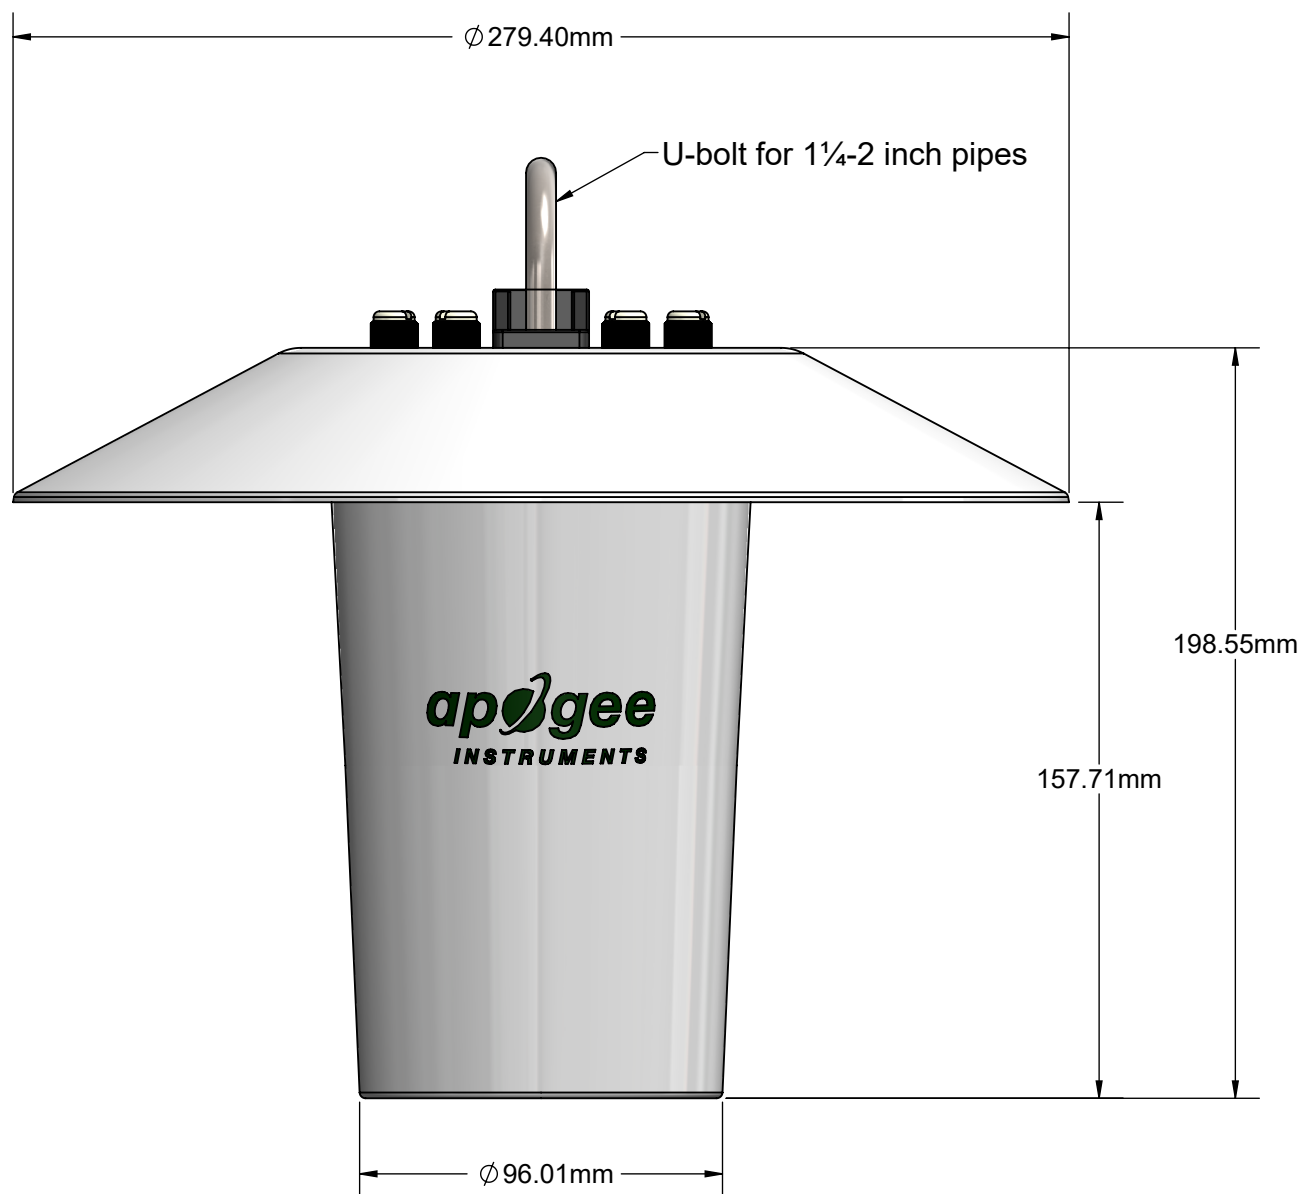 ⌀279.40mm
U-bolt for 1¼-2 inch pipes
198.55mm
apogee
INSTRUMENTS
157.71mm
⌀96.01mm